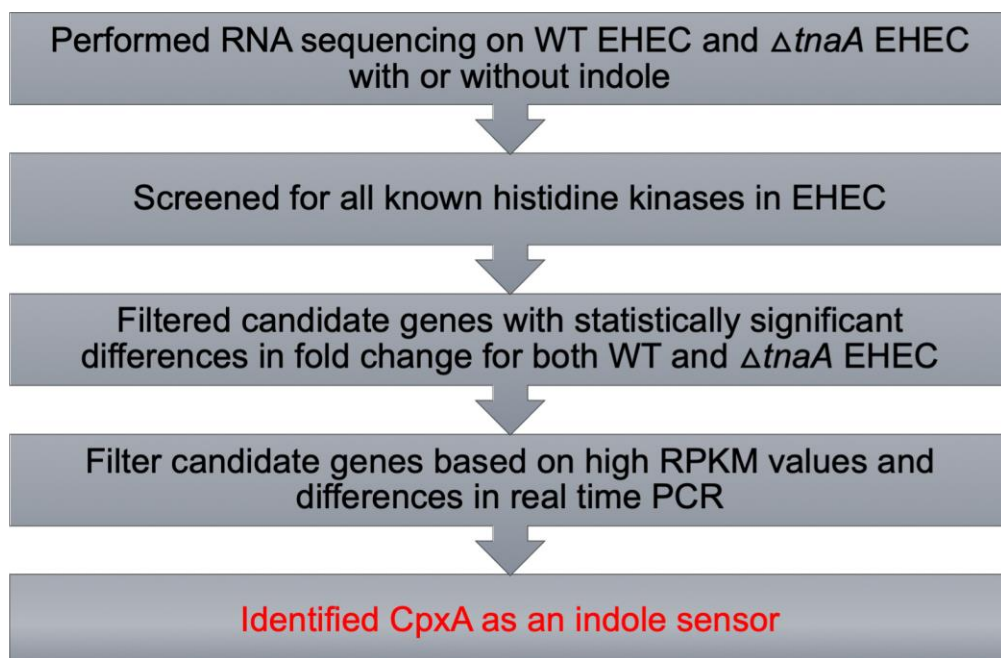 Performed RNA sequencing on WT EHEC and △tnaA EHEC
with or without indole
Screened for all known histidine kinases in EHEC
Filtered candidate genes with statistically significant
differences in fold change for both WT and △tnaA EHEC
Filter candidate genes based on high RPKM values and
differences in real time PCR
Identified CpxA as an indole sensor